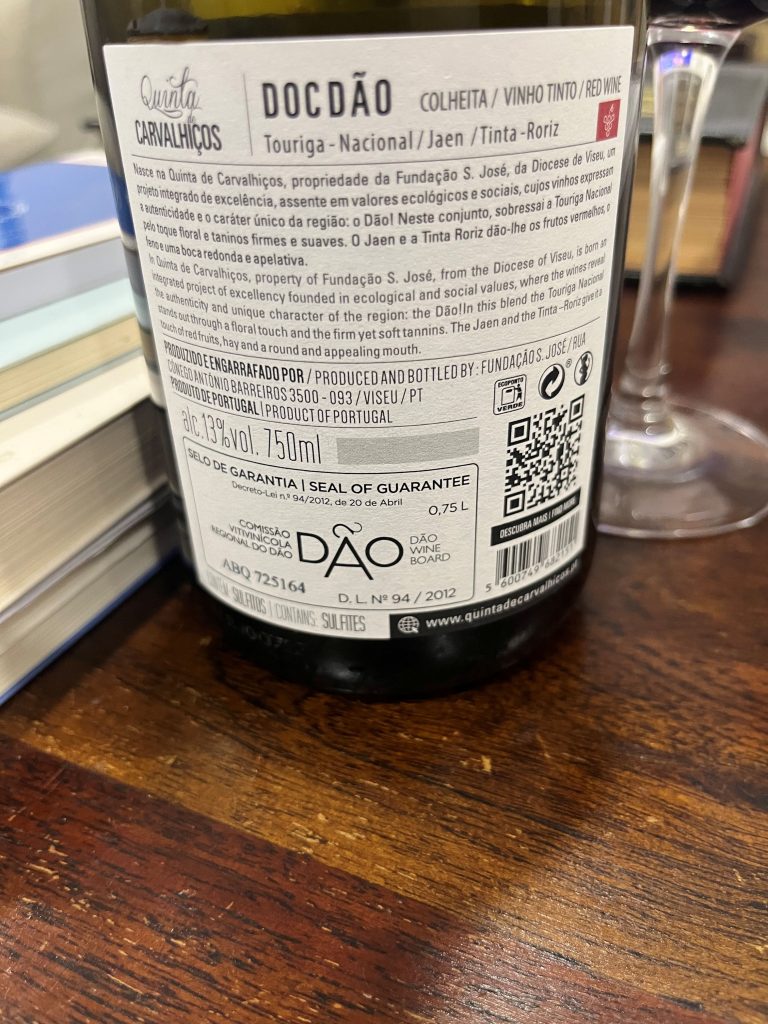 Quinta de
CARVALHIÇOS
DOC DÃO COLHEITA / VINHO TINTO / RED WINE
Touriga - Nacional / Jaen / Tinta - Roriz
Nasce na Quinta de Carvalhiços, propriedade da Fundação S. José, da Diocese de Viseu, um
projeto integrado de excelência, assente em valores ecológicos e sociais, cujos vinhos expressam
a autenticidade e o caráter único da região: o Dão! Neste conjunto, sobressai a Touriga Nacional
pelo toque floral e taninos firmes e suaves. O Jaen e a Tinta Roriz dão-lhe os frutos vermelhos, o
feno e uma boca redonda e apelativa.
In Quinta de Carvalhiços, property of Fundação S. José, from the Diocese of Viseu, is born an
integrated project of excellency founded in ecological and social values, where the wines reveal
the authenticity and unique character of the region: the Dão!In this blend the Touriga Nacional
stands out through a floral touch and the firm yet soft tannins. The Jaen and the Tinta –Roriz give it a
touch of red fruits, hay and a round and appealing mouth.
PRODUZIDO E ENGARRAFADO POR / PRODUCED AND BOTTLED BY : FUNDAÇÃO S. JOSÉ / RUA
CÓNEGO ANTÓNIO BARREIROS 3500 - 093 / VISEU / PT
PRODUTO DE PORTUGAL | PRODUCT OF PORTUGAL
alc.13%vol. 750ml
ECOPONTO
VERDE
SELO DE GARANTIA | SEAL OF GUARANTEE
Decreto-Lei n.º 94/2012, de 20 de Abril
0,75 L
COMISSÃO
VITIVINÍCOLA
REGIONAL DO DÃO
DÃO
DÃO
WINE
BOARD
ABQ 725164
D. L. Nº 94 / 2012
CONTÉM SULFITOS | CONTAINS: SULFITES
DESCUBRA MAIS | FIND MORE
5 600749 682151
www.quintadecarvalhicos.pt